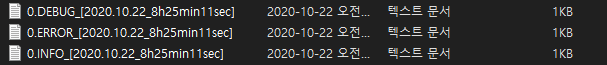 0.DEBUG_[2020.10.22_8h25min11sec] 2020-10-22 오전... 텍스트 문서 1KB
0.ERROR_[2020.10.22_8h25min11sec] 2020-10-22 오전... 텍스트 문서 1KB
0.INFO_[2020.10.22_8h25min11sec] 2020-10-22 오전... 텍스트 문서 1KB